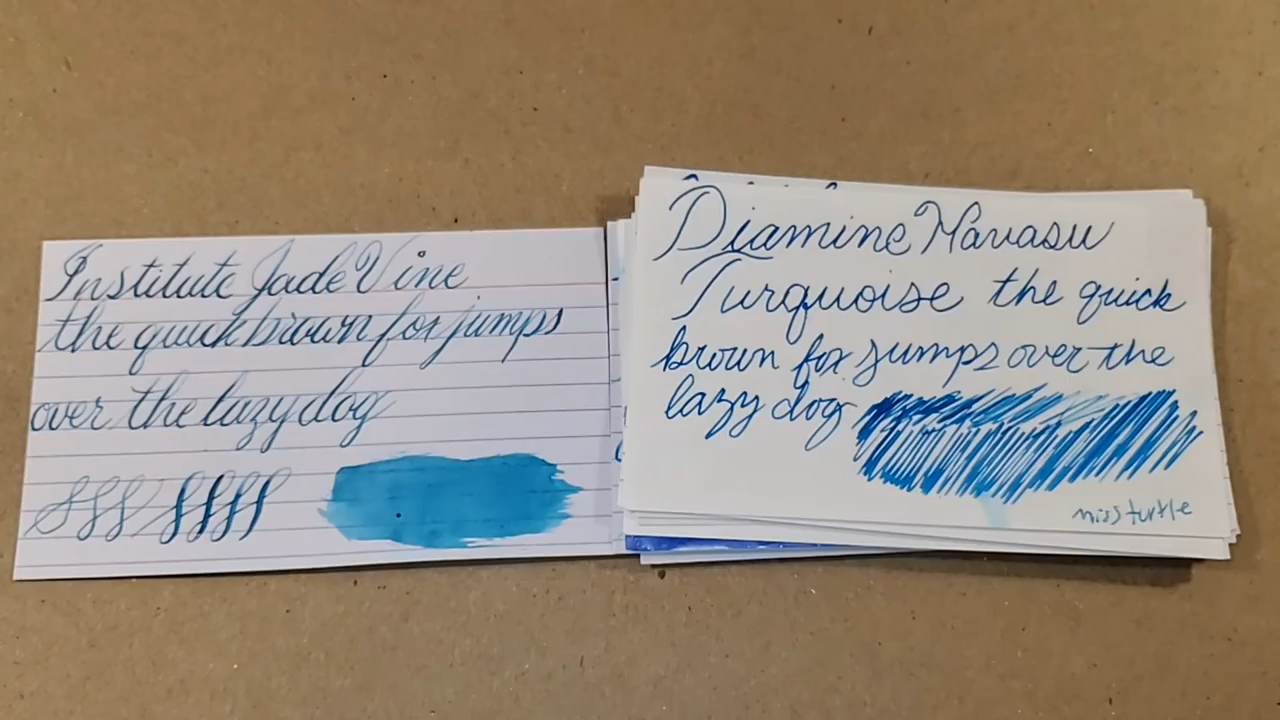 Institute Jade Vine
the quick brown fox jumps
over the lazy dog
Diamine Havasu
Turquoise the quick
brown fox jumps over the
lazy dog
miss turtle